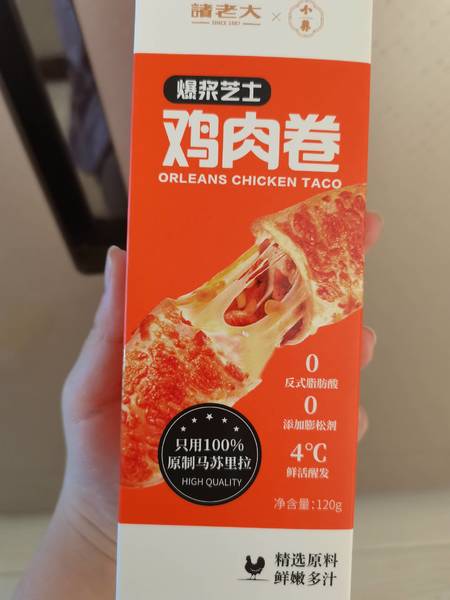 諸老大 × 小养
SINCE 1887
爆浆芝士
鸡肉卷
ORLEANS CHICKEN TACO
0
反式脂肪酸
0
添加膨松剂
4℃
鲜活醒发
只用100%
原制马苏里拉
HIGH QUALITY
净含量:120g
精选原料
鲜嫩多汁